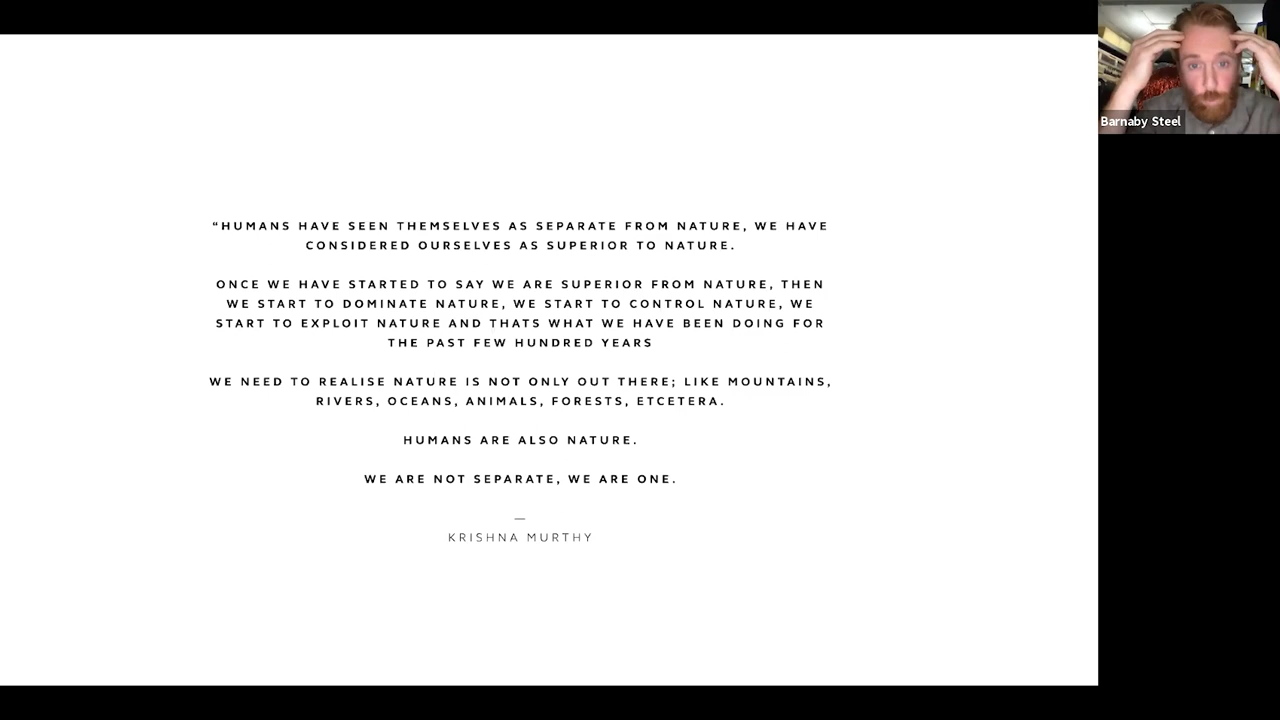 “HUMANS HAVE SEEN THEMSELVES AS SEPARATE FROM NATURE, WE HAVE
CONSIDERED OURSELVES AS SUPERIOR TO NATURE.
ONCE WE HAVE STARTED TO SAY WE ARE SUPERIOR FROM NATURE, THEN
WE START TO DOMINATE NATURE, WE START TO CONTROL NATURE, WE
START TO EXPLOIT NATURE AND THATS WHAT WE HAVE BEEN DOING FOR
THE PAST FEW HUNDRED YEARS
WE NEED TO REALISE NATURE IS NOT ONLY OUT THERE; LIKE MOUNTAINS,
RIVERS, OCEANS, ANIMALS, FORESTS, ETCETERA.
HUMANS ARE ALSO NATURE.
WE ARE NOT SEPARATE, WE ARE ONE.
—
KRISHNA MURTHY
Barnaby Steel